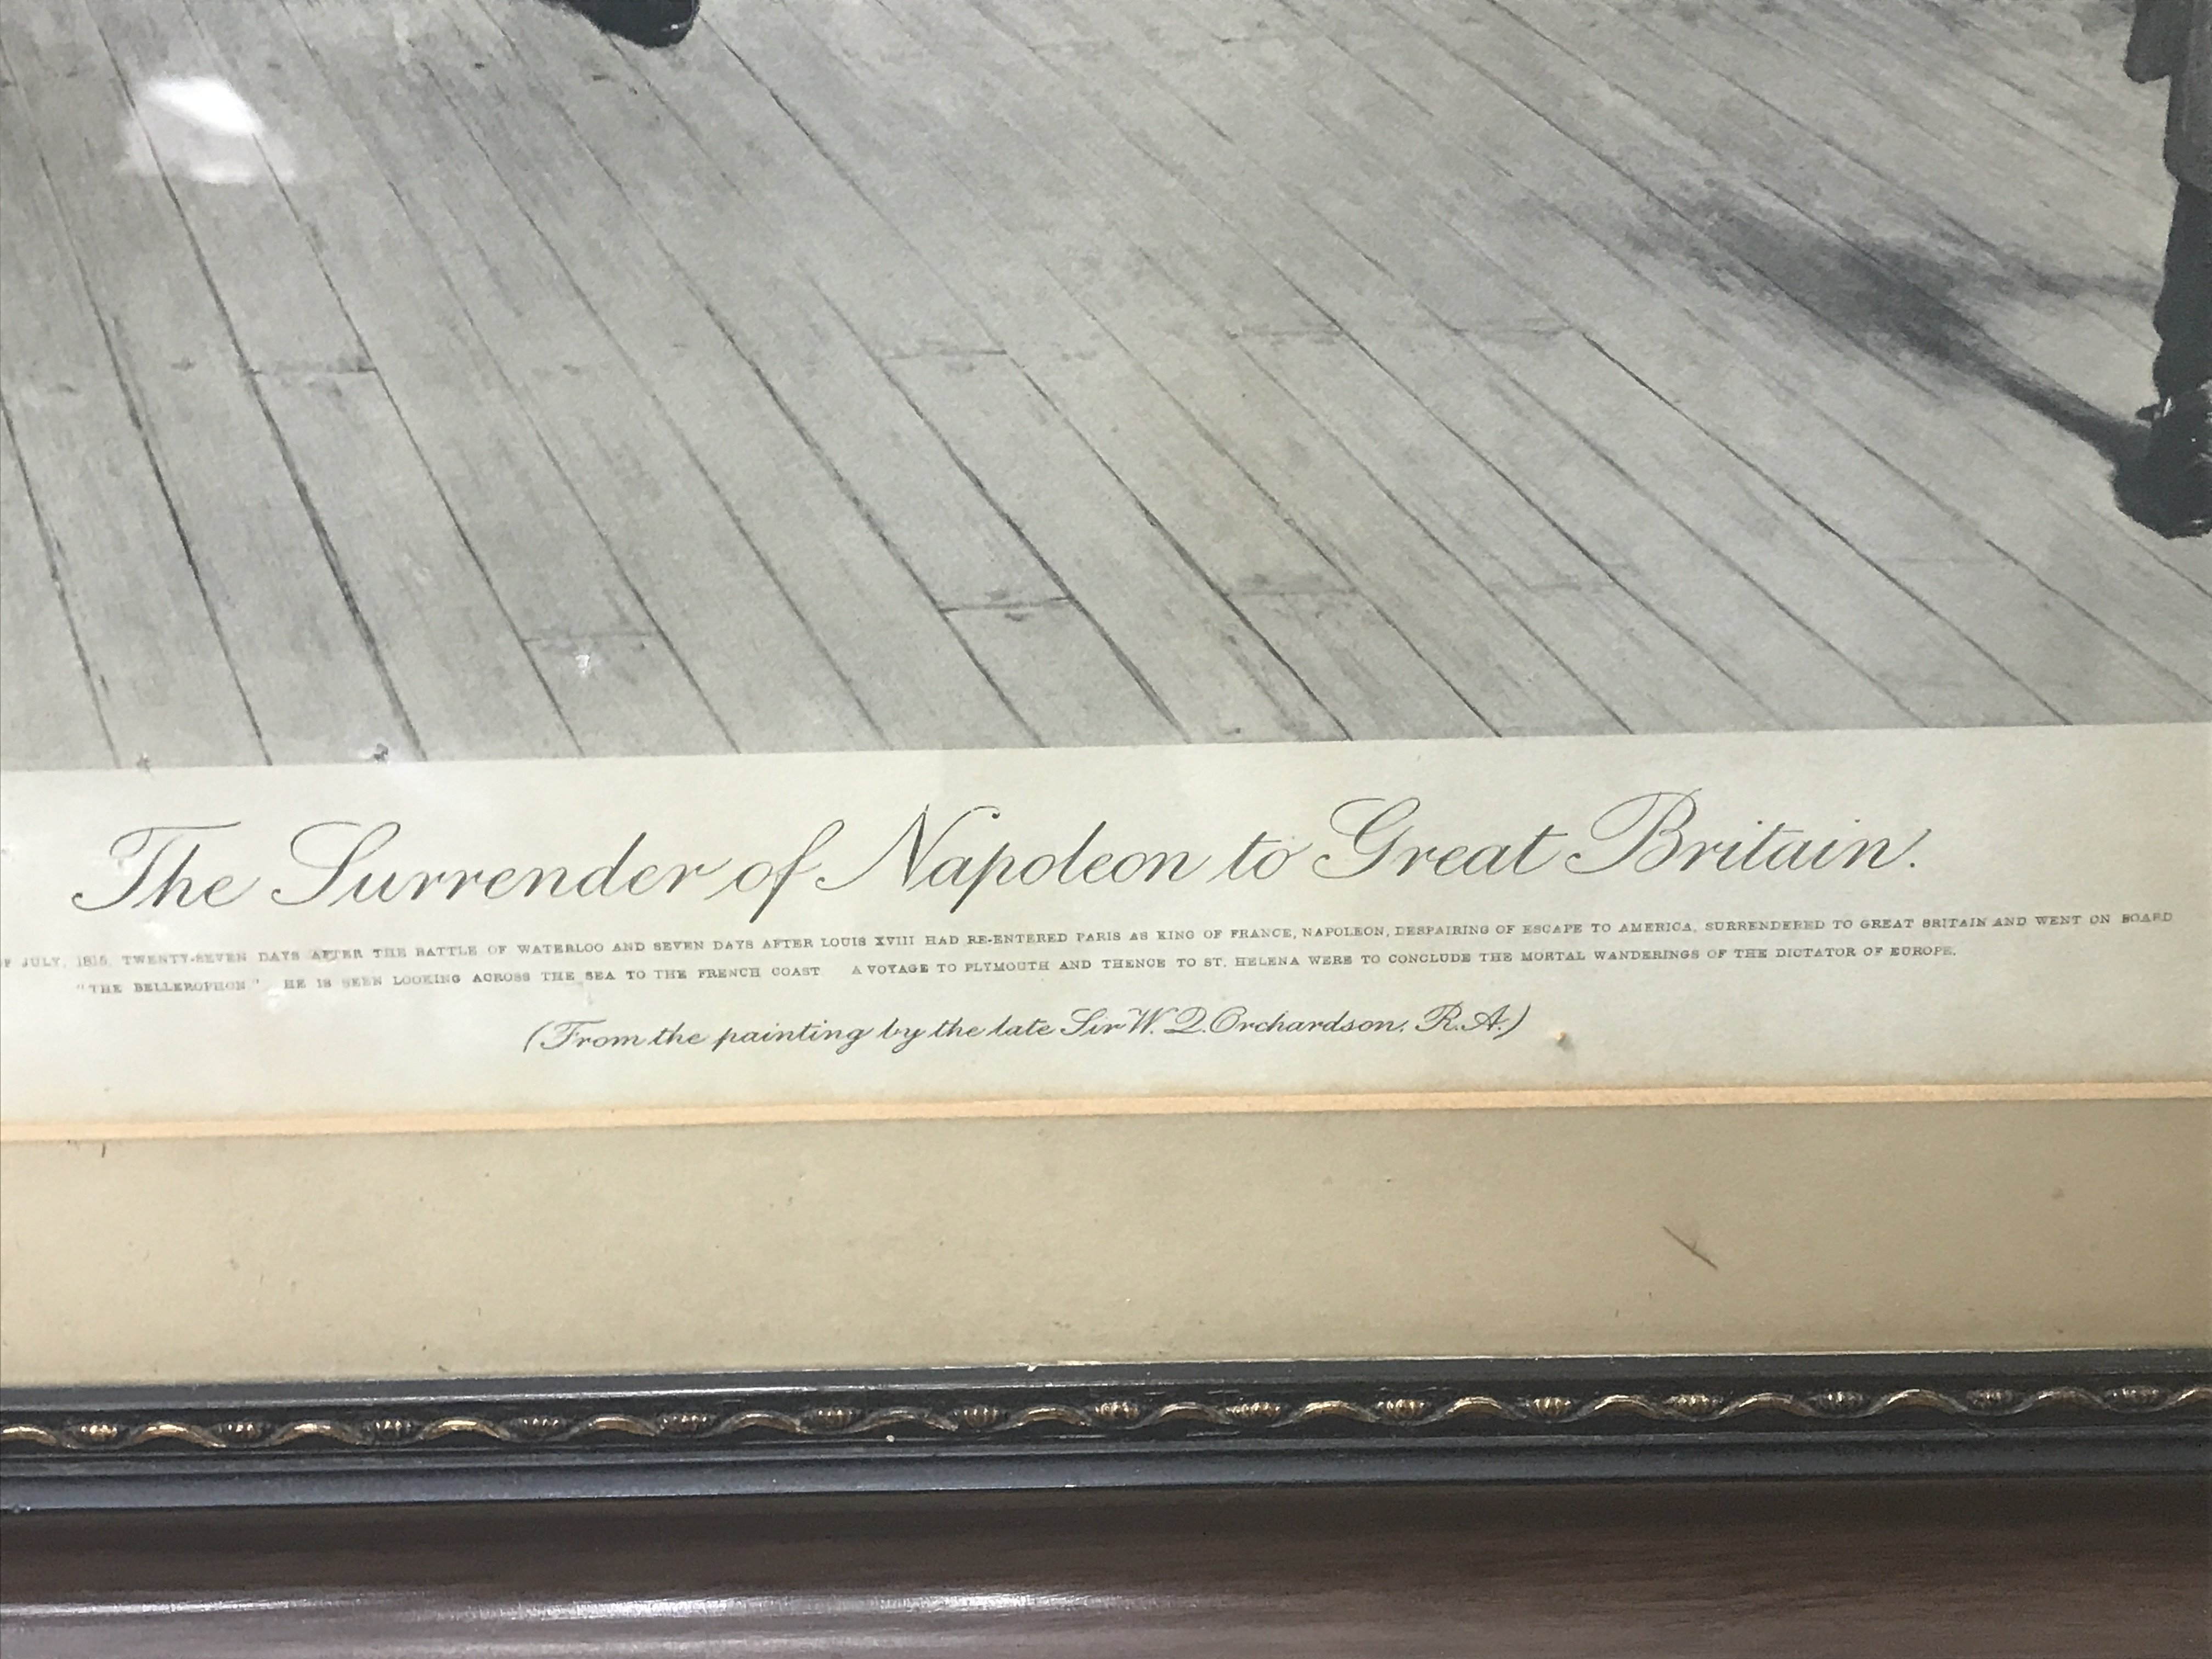 The Surrender of Napoleon to Great Britain.
OF JULY, 1815, TWENTY-SEVEN DAYS AFTER THE BATTLE OF WATERLOO AND SEVEN DAYS AFTER LOUIS XVIII HAD RE-ENTERED PARIS AS KING OF FRANCE, NAPOLEON, DESPAIRING OF ESCAPE TO AMERICA, SURRENDERED TO GREAT BRITAIN AND WENT ON BOARD
"THE BELLEROPHON" HE IS SEEN LOOKING ACROSS THE SEA TO THE FRENCH COAST A VOYAGE TO PLYMOUTH AND THENCE TO ST. HELENA WERE TO CONCLUDE THE MORTAL WANDERINGS OF THE DICTATOR OF EUROPE.
(From the painting by the late Sir W. Q. Orchardson, R.A.)